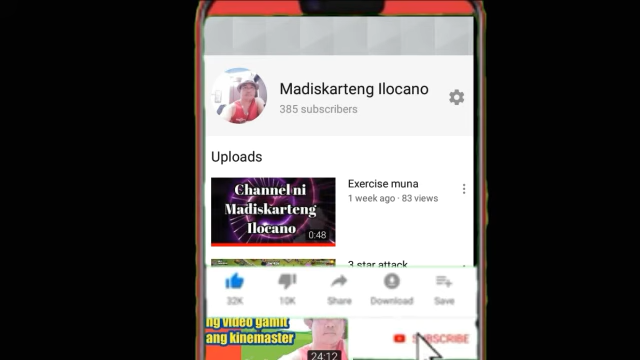 Madiskarteng Ilocano
385 subscribers
Uploads
Channel ni
Madiskarteng
Ilocano
0:48
Exercise muna
1 week ago · 83 views
3 star attack
32K
10K
Share
Download
Save
ng video gamit
ang kinemaster
24:12
SUBSCRIBE